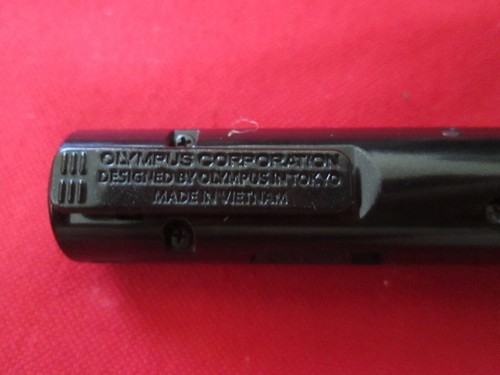 OLYMPUS CORPORATION
DESIGNED BY OLYMPUS IN TOKYO
MADE IN VIETNAM